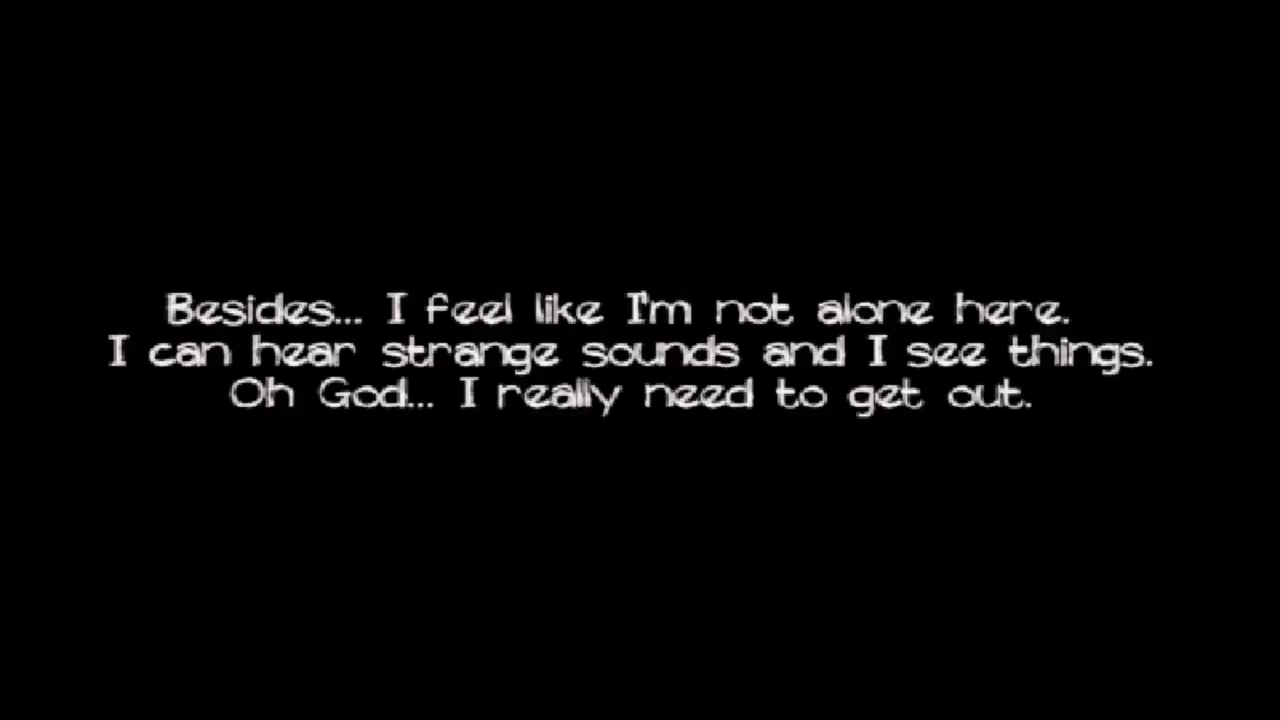 Besides... I feel like I'm not alone here.
I can hear strange sounds and I see things.
Oh God... I really need to get out.